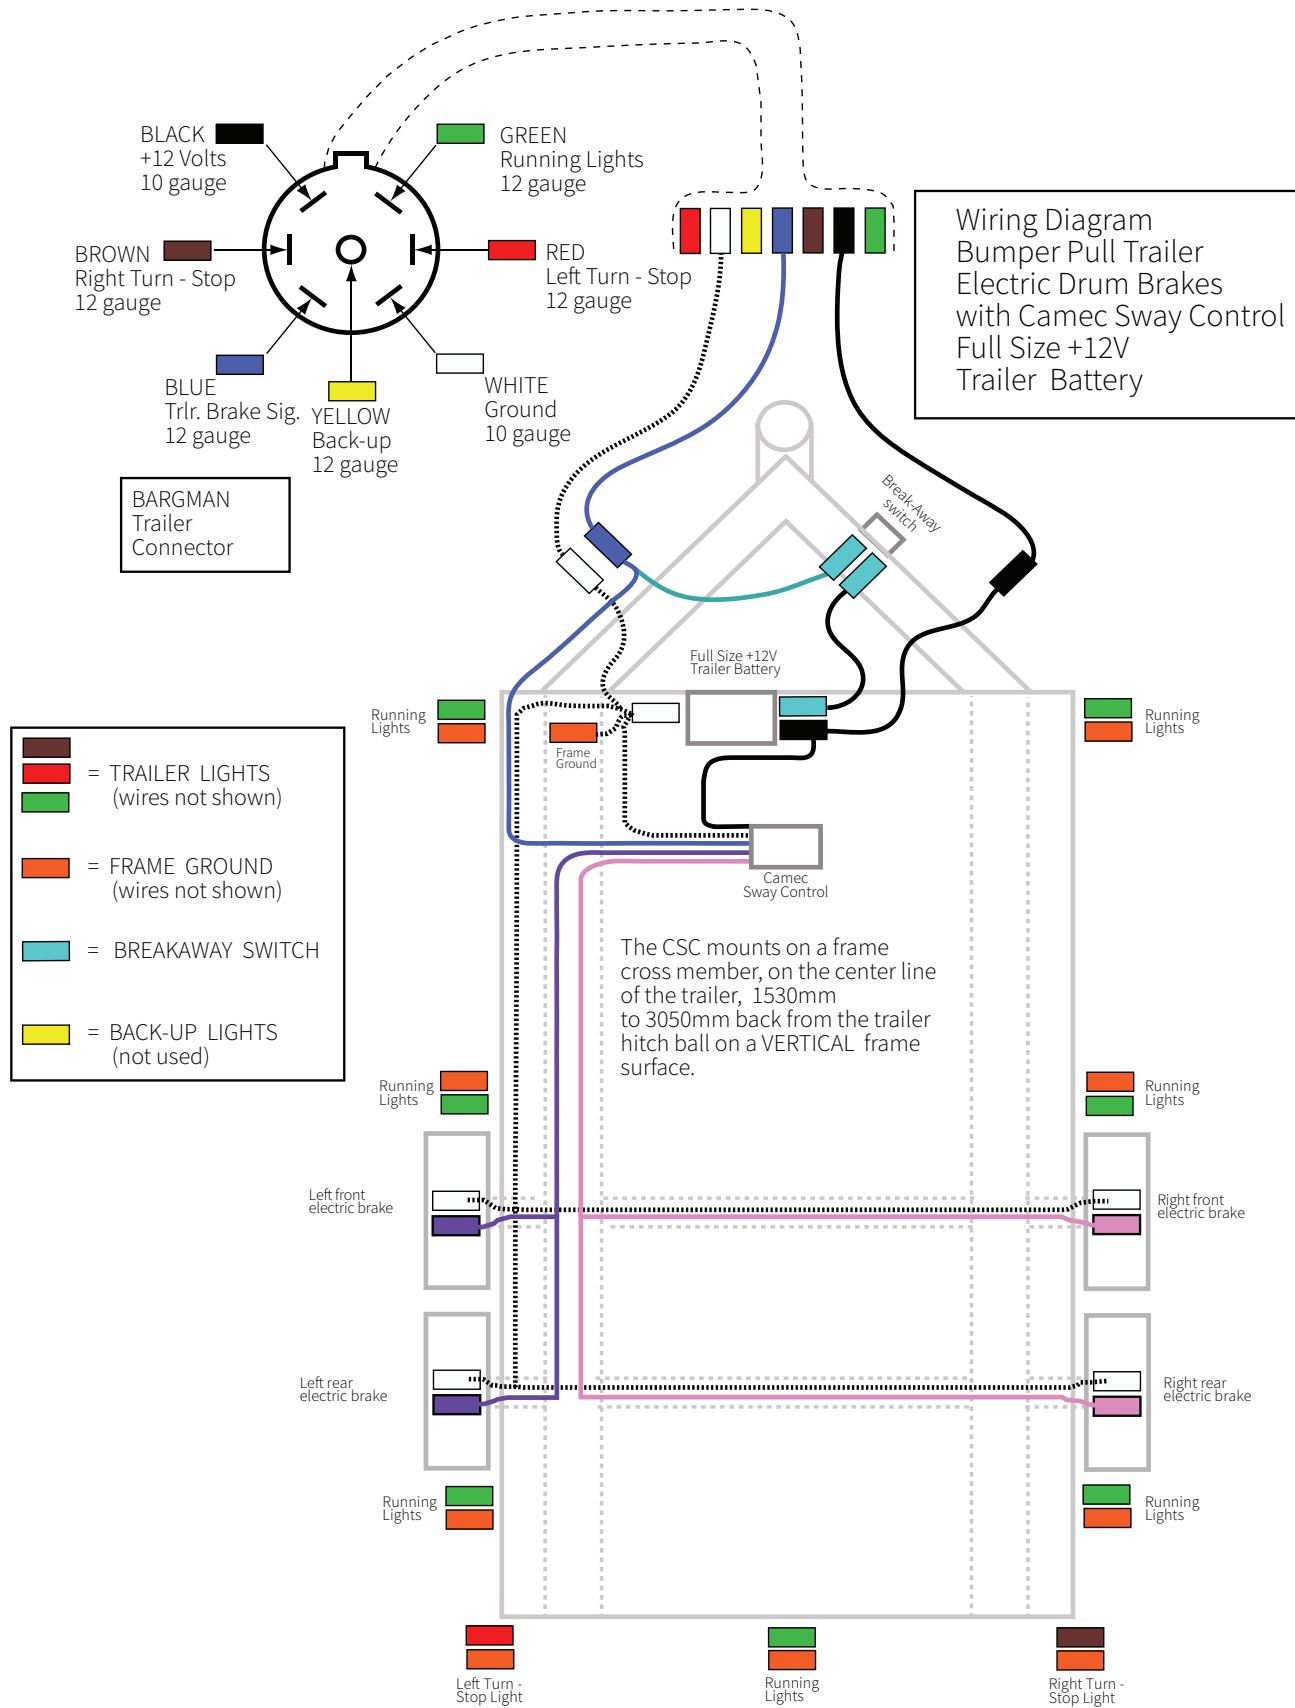 BLACK
+12 Volts
10 gauge
GREEN
Running Lights
12 gauge
BROWN
Right Turn - Stop
12 gauge
RED
Left Turn - Stop
12 gauge
BLUE
Trlr. Brake Sig.
12 gauge
YELLOW
Back-up
12 gauge
WHITE
Ground
10 gauge
BARGMAN
Trailer
Connector
Wiring Diagram
Bumper Pull Trailer
Electric Drum Brakes
with Camec Sway Control
Full Size +12V
Trailer Battery
Break-Away
switch
Full Size +12V
Trailer Battery
Running
Lights
Frame
Ground
Running
Lights
= TRAILER LIGHTS
(wires not shown)
= FRAME GROUND
(wires not shown)
= BREAKAWAY SWITCH
= BACK-UP LIGHTS
(not used)
Camec
Sway Control
The CSC mounts on a frame
cross member, on the center line
of the trailer, 1530mm
to 3050mm back from the trailer
hitch ball on a VERTICAL frame
surface.
Running
Lights
Running
Lights
Left front
electric brake
Right front
electric brake
Left rear
electric brake
Right rear
electric brake
Running
Lights
Running
Lights
Left Turn -
Stop Light
Running
Lights
Right Turn -
Stop Light